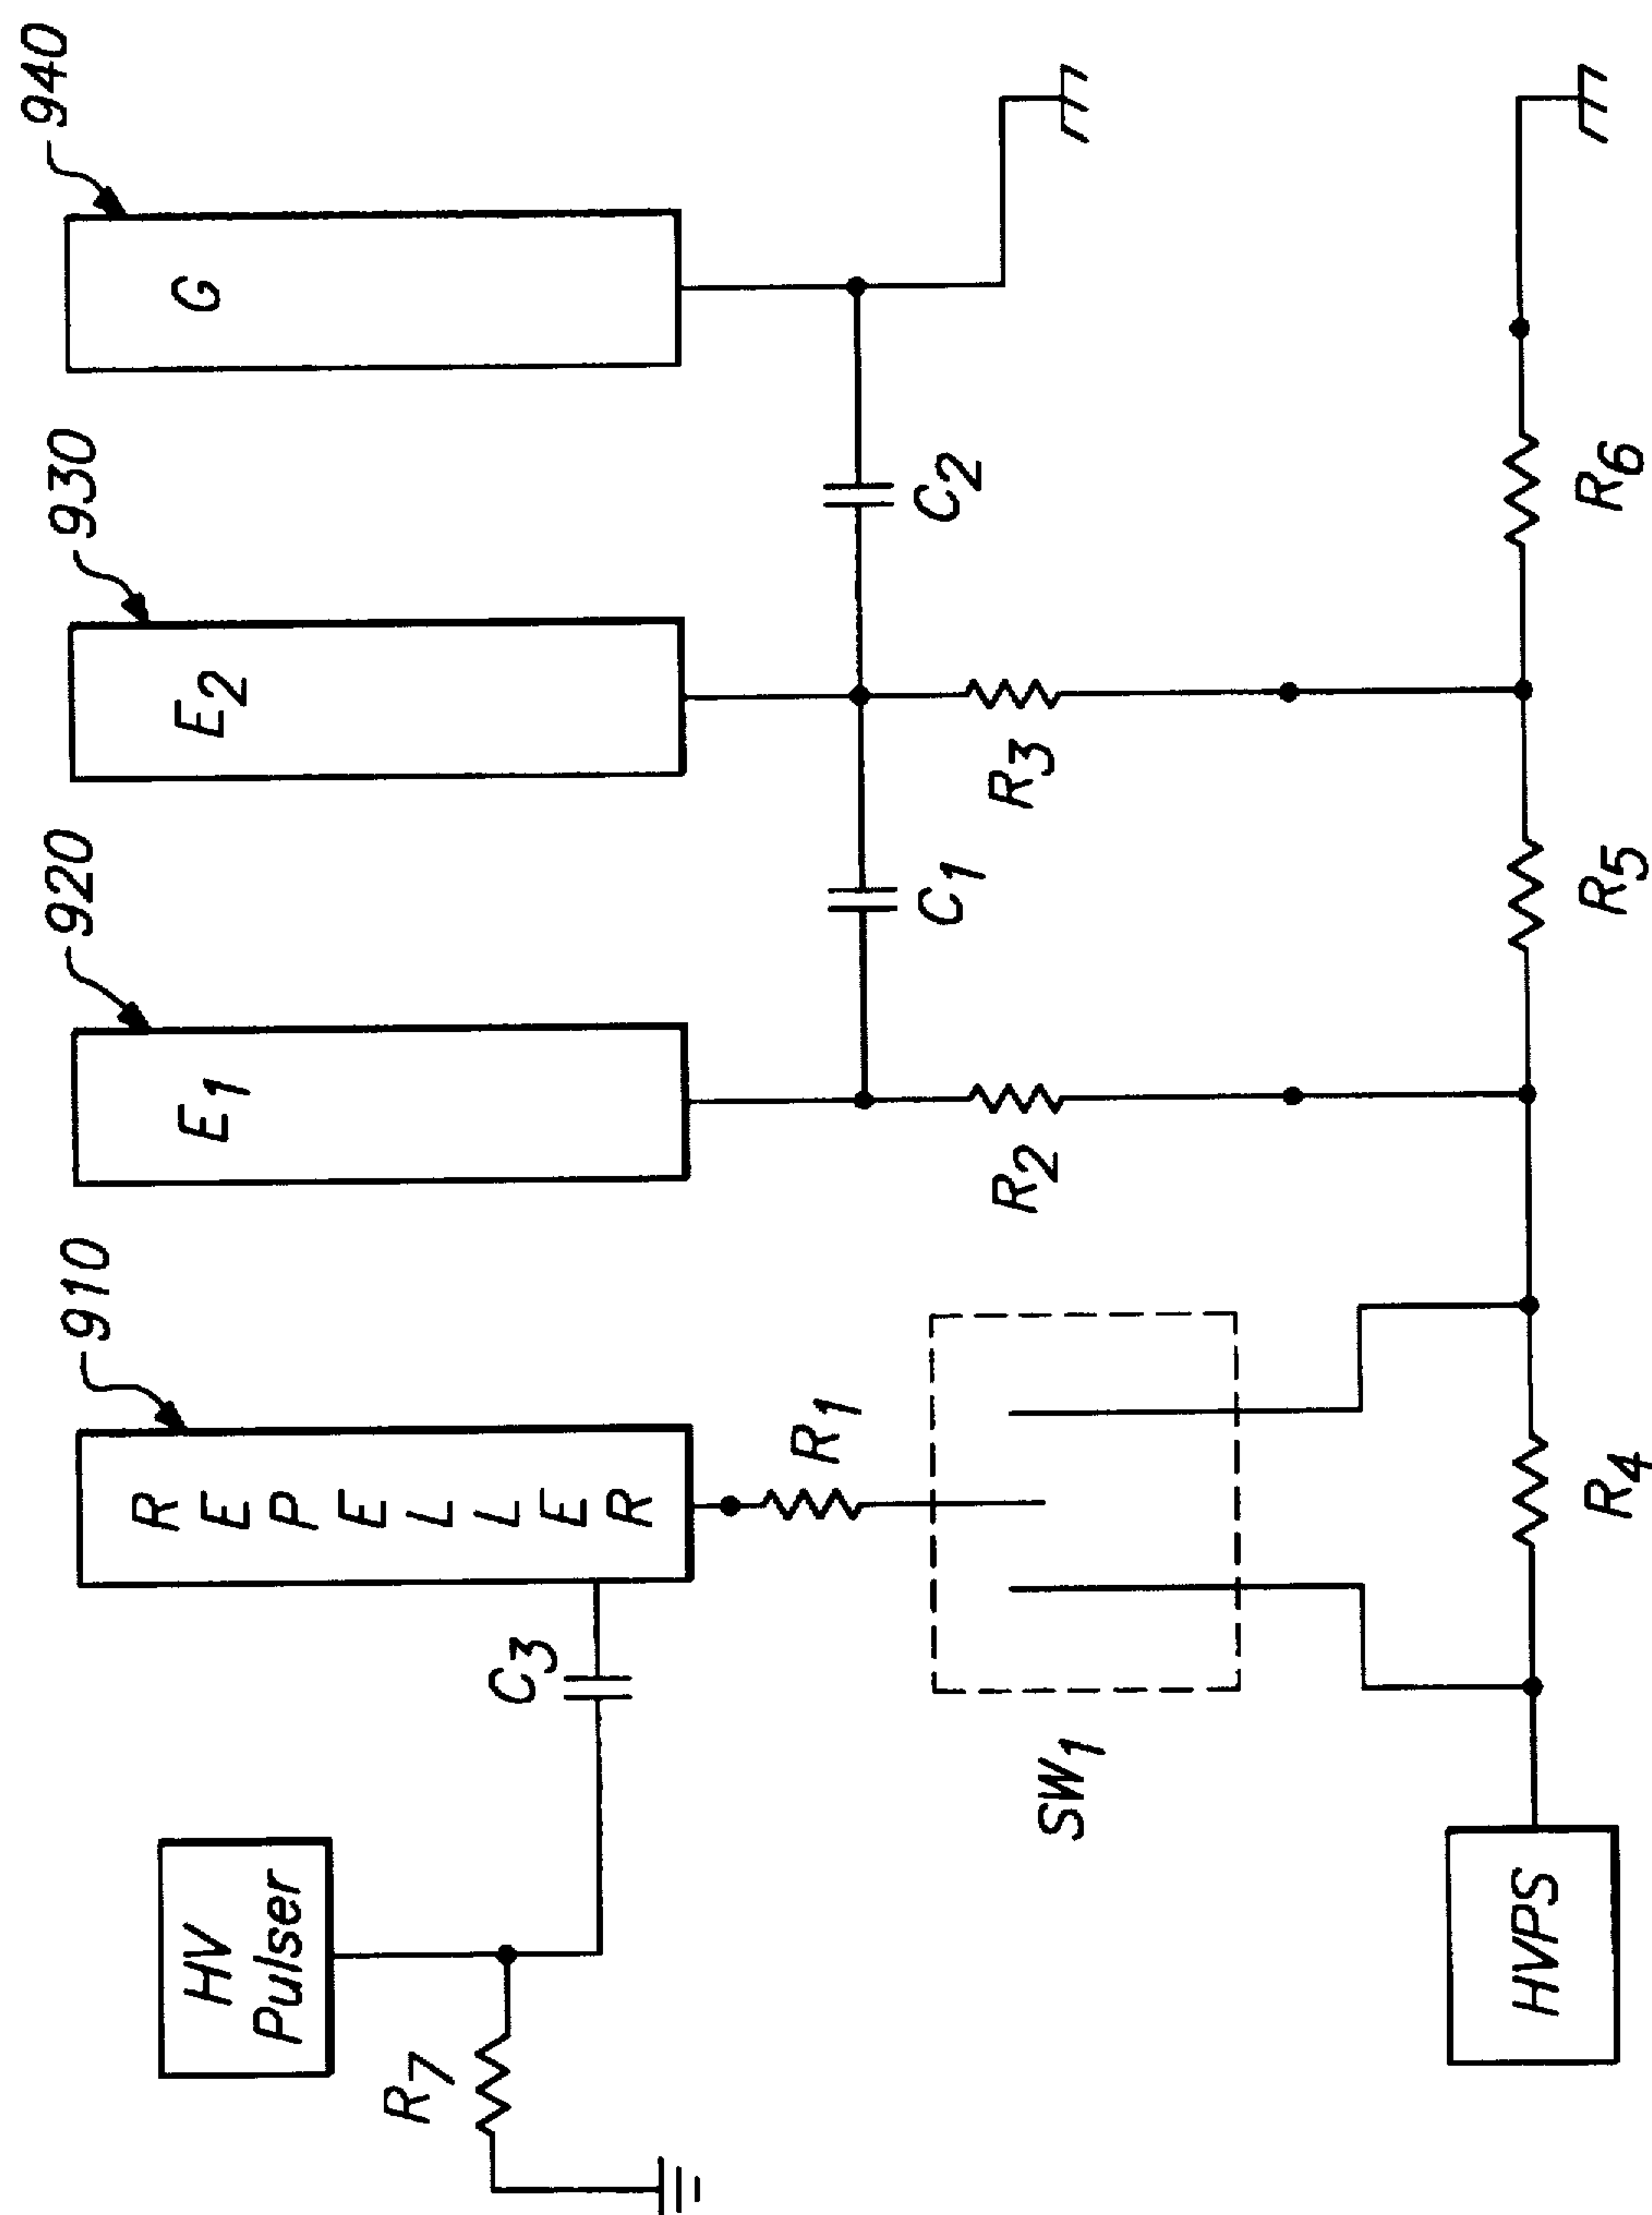 910
920
930
940
REPELLER
E1
E2
G
HV
Pulser
C3
R7
R1
R2
C1
R3
C2
SW1
HVPS
R4
R5
R6